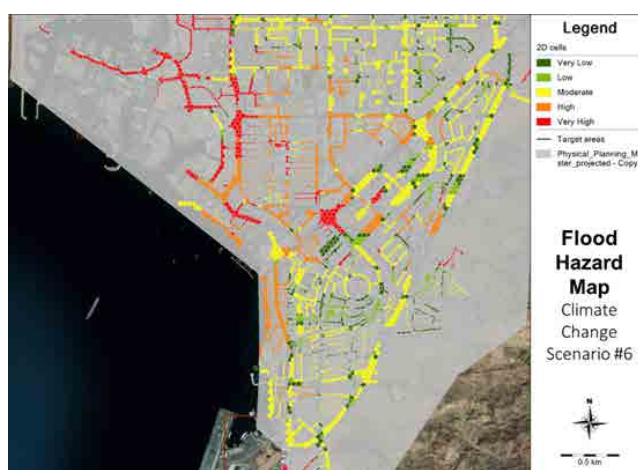 Legend
2D cells
Very Low
Low
Moderate
High
Very High
Target areas
Physical_Planning_M
ster_projected - Copy
Flood
Hazard
Map
Climate
Change
Scenario #6
N
0.5 km